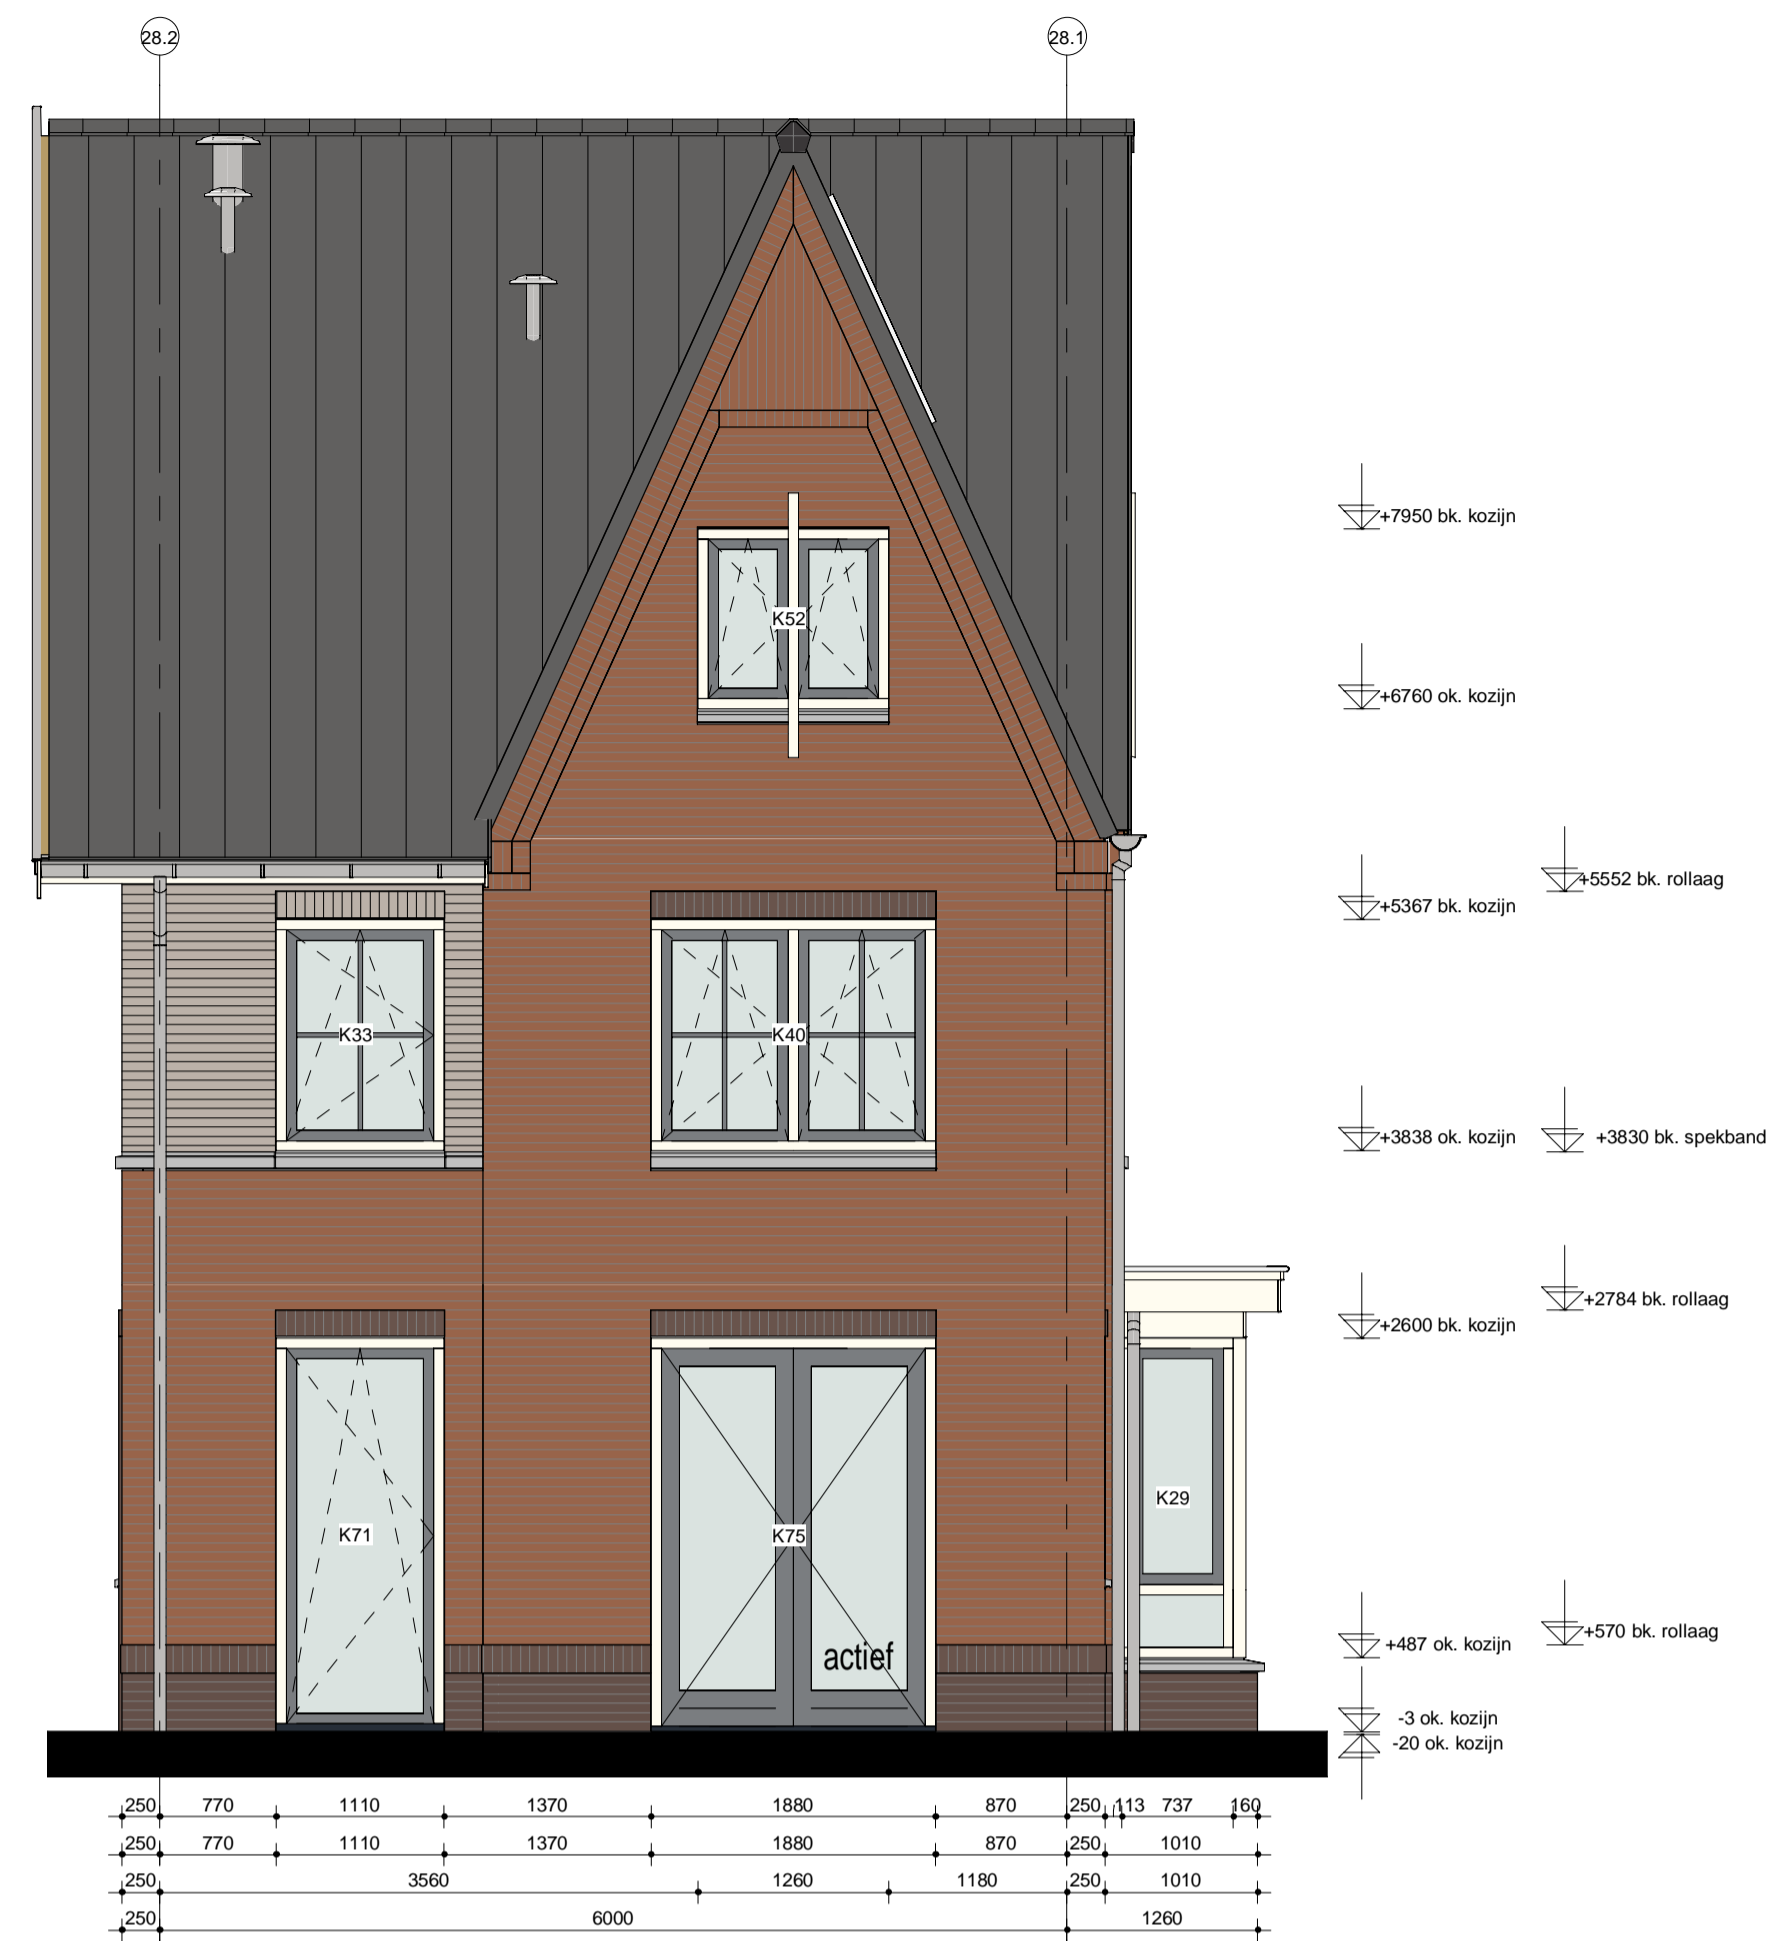 28.2
28.1
+7950 bk. kozijn
K52
+6760 ok. kozijn
+5552 bk. rollaag
+5367 bk. kozijn
K33
K40
+3838 ok. kozijn
+3830 bk. spekband
+2784 bk. rollaag
+2600 bk. kozijn
K29
K71
K75
actief
+570 bk. rollaag
+487 ok. kozijn
-3 ok. kozijn
-20 ok. kozijn
250 770 1110 1370 1880 870 250 113 737 160
250 770 1110 1370 1880 870 250 1010
250 3560 1260 1180 250 1010
250 6000 1260